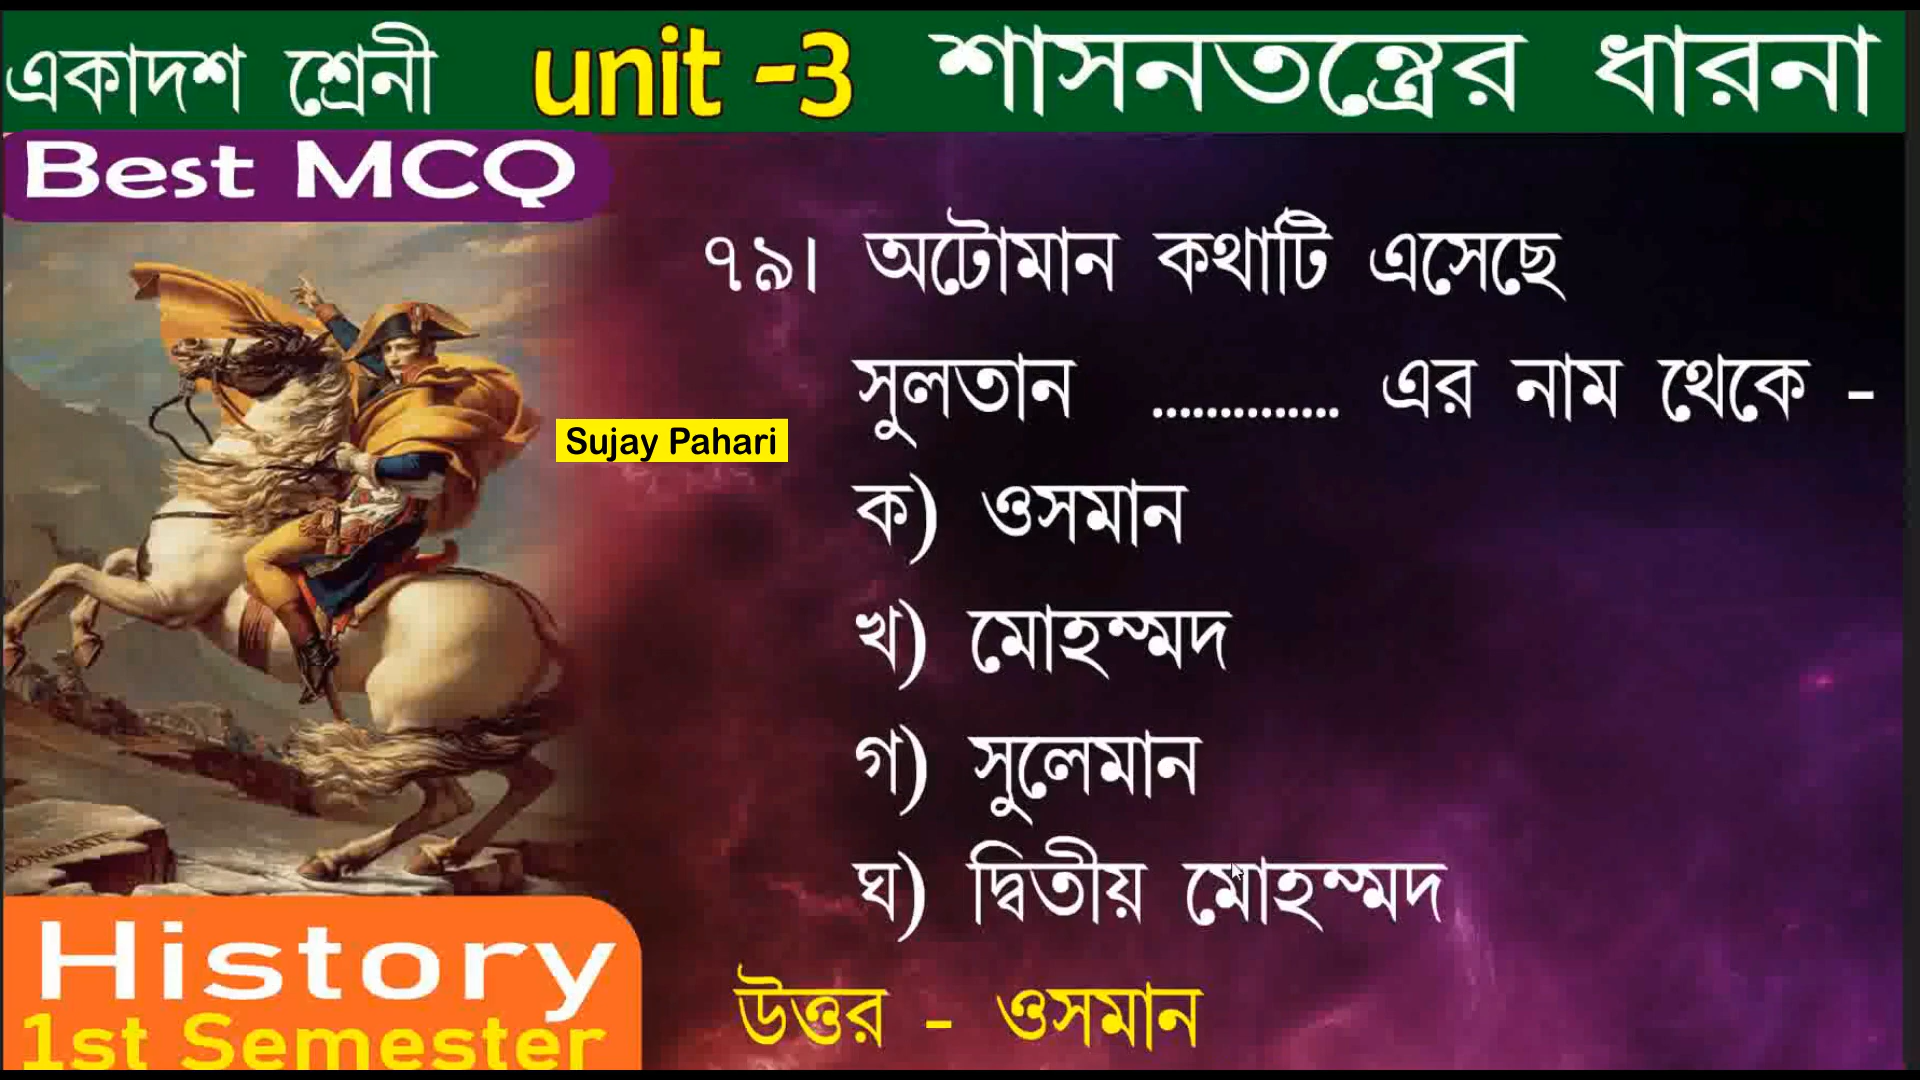 একাদশ শ্রেনী unit -3 শাসনতন্ত্রের ধারনা
Best MCQ
৭৯। অটোমান কথাটি এসেছে
সুলতান .............. এর নাম থেকে -
Sujay Pahari
ক) ওসমান
খ) মোহম্মদ
গ) সুলেমান
ঘ) দ্বিতীয় মোহম্মদ
BONAPARTE
History
1st Semester
উত্তর - ওসমান